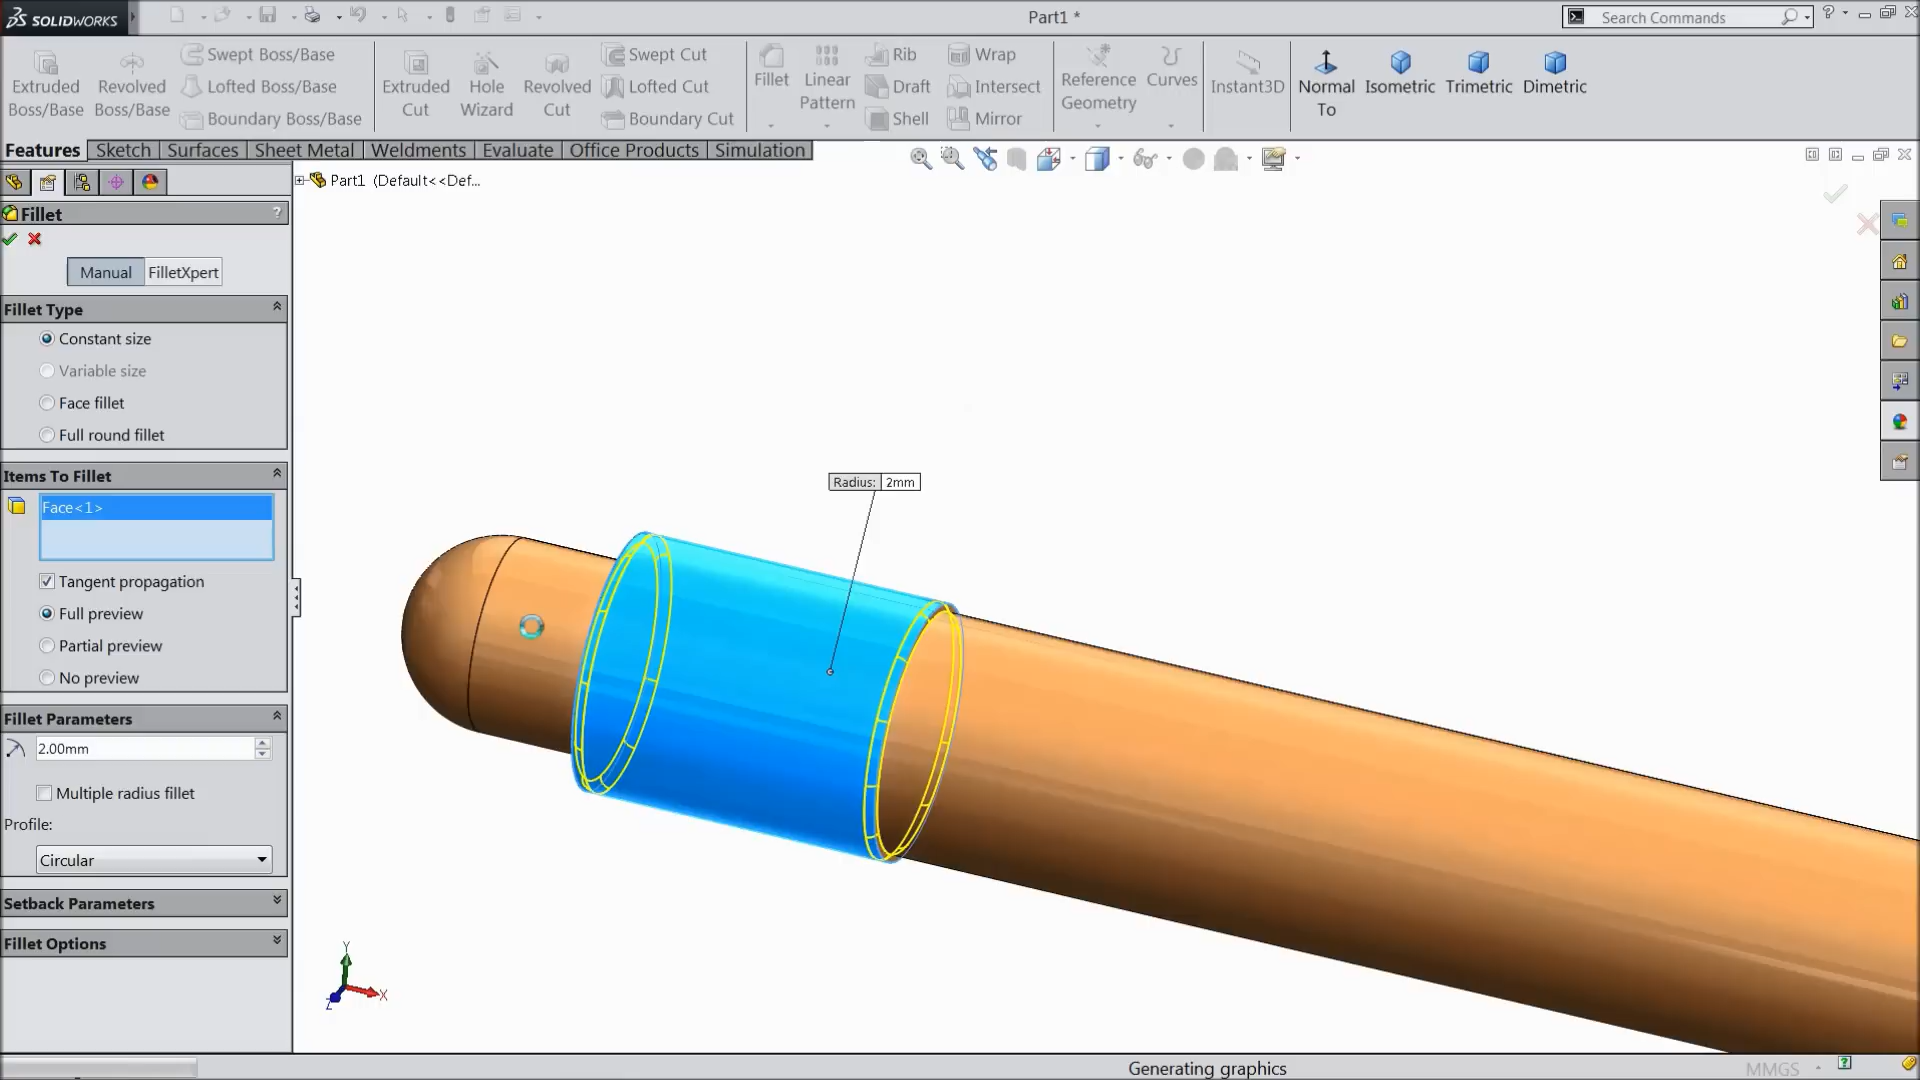 SOLIDWORKS
Part1 *
Search Commands
Extruded Boss/Base
Revolved Boss/Base
Swept Boss/Base
Lofted Boss/Base
Boundary Boss/Base
Extruded Cut
Hole Wizard
Revolved Cut
Swept Cut
Lofted Cut
Boundary Cut
Fillet
Linear Pattern
Rib
Draft
Shell
Wrap
Intersect
Mirror
Reference Geometry
Curves
Instant3D
Normal To
Isometric
Trimetric
Dimetric
Features
Sketch
Surfaces
Sheet Metal
Weldments
Evaluate
Office Products
Simulation
Part1 (Default<<Def...
Fillet
?
Manual
FilletXpert
Fillet Type
Constant size
Variable size
Face fillet
Full round fillet
Items To Fillet
Face<1>
Tangent propagation
Full preview
Partial preview
No preview
Fillet Parameters
2.00mm
Multiple radius fillet
Profile:
Circular
Setback Parameters
Fillet Options
Radius: 2mm
Y
X
Z
Generating graphics
MMGS